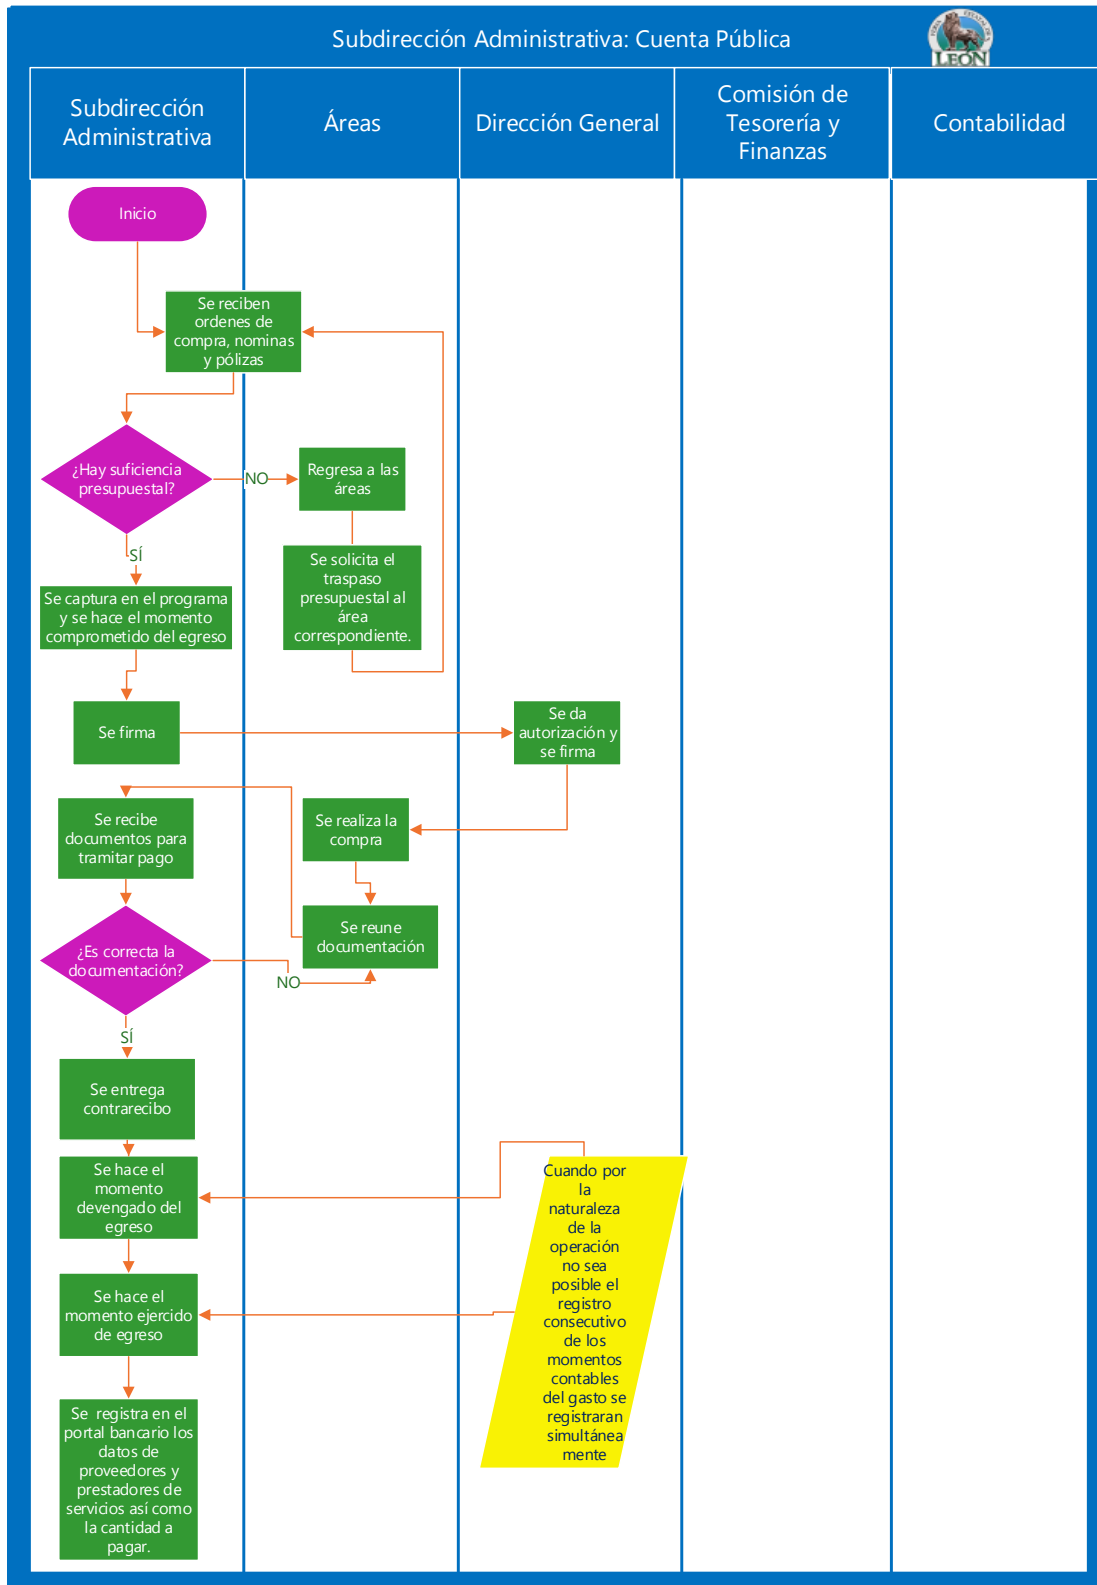 Subdirección Administrativa: Cuenta Pública
LEON
Subdirección
Administrativa
Áreas
Dirección General
Comisión de
Tesorería y
Finanzas
Contabilidad
Inicio
Se reciben
ordenes de
compra, nominas
y pólizas
¿Hay suficiencia
presupuestal?
NO
Regresa a las
áreas
SÍ
Se solicita el
traspaso
presupuestal al
área
correspondiente.
Se captura en el programa
y se hace el momento
comprometido del egreso
Se firma
Se da
autorización y
se firma
Se recibe
documentos para
tramitar pago
Se realiza la
compra
Se reune
documentación
¿Es correcta la
documentación?
NO
SÍ
Se entrega
contrarecibo
Se hace el
momento
devengado del
egreso
Cuando por
la
naturaleza
de la
operación
no sea
posible el
registro
consecutivo
de los
momentos
contables
del gasto se
registraran
simultánea
mente
Se hace el
momento ejercido
de egreso
Se  registra en el
portal bancario los
datos de
proveedores y
prestadores de
servicios así como
la cantidad a
pagar.